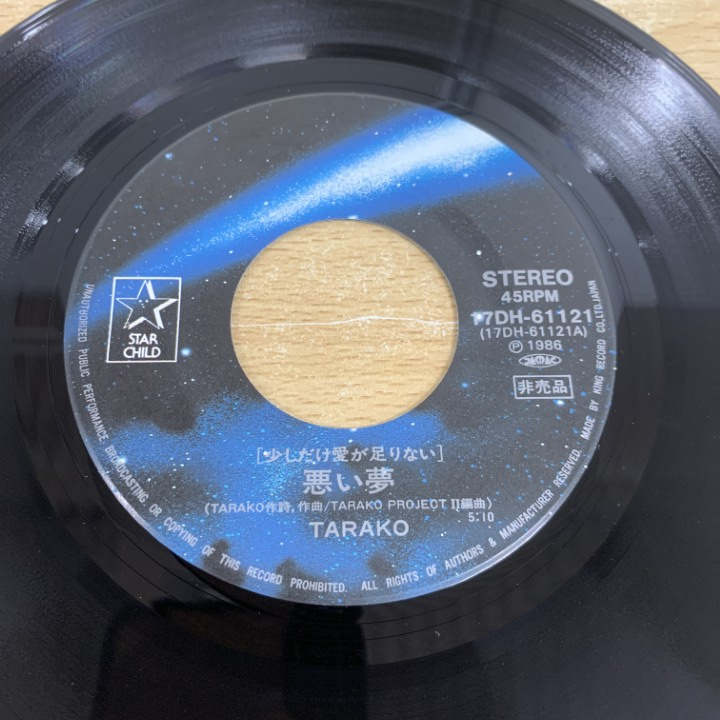 STAR
CHILD
STEREO
45RPM
17DH-61121
(17DH-61121A)
Ⓟ 1986
非売品
[少しだけ愛が足りない]
悪い夢
(TARAKO作詩,作曲/TARAKO PROJECT II編曲)
5:10
TARAKO
UNAUTHORIZED PUBLIC PERFORMANCE, BROADCASTING OR COPYING OF THIS RECORD PROHIBITED. ALL RIGHTS OF AUTHORS & MANUFACTURER RESERVED. MADE BY KING RECORD CO.,LTD.JAPAN